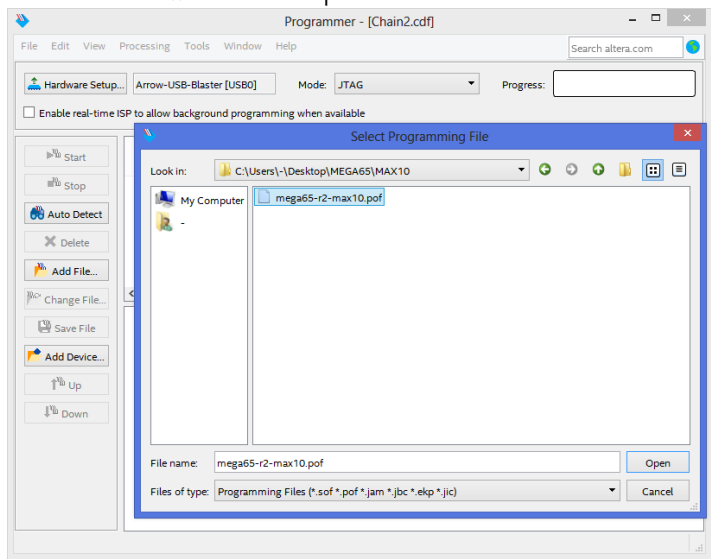 Programmer - [Chain2.cdf]
File Edit View Processing Tools Window Help
Search altera.com
Hardware Setup... Arrow-USB-Blaster [USB0] Mode: JTAG Progress:
Enable real-time ISP to allow background programming when available
Select Programming File
Start
Stop
Auto Detect
Delete
Add File...
Change File...
Save File
Add Device...
Up
Down
Look in: C:\Users\-\Desktop\MEGA65\MAX10
My Computer
-
mega65-r2-max10.pof
File name: mega65-r2-max10.pof Open
Files of type: Programming Files (*.sof *.pof *.jam *.jbc *.ekp *.jic) Cancel